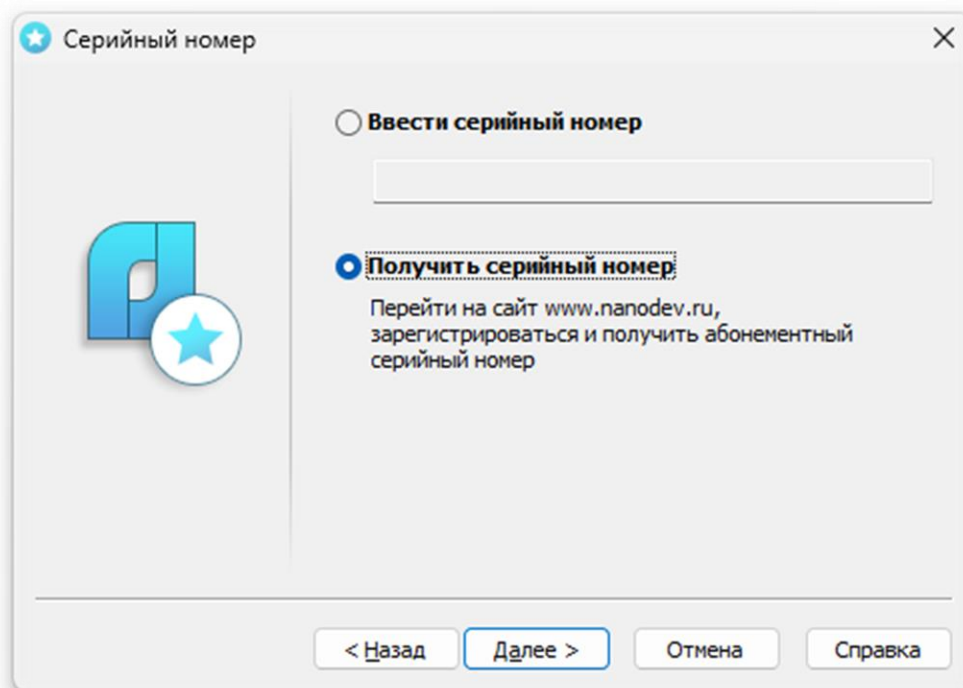 Серийный номер
Ввести серийный номер
Получить серийный номер
Перейти на сайт www.nanodev.ru,
зарегистрироваться и получить абонементный
серийный номер
< Назад
Далее >
Отмена
Справка